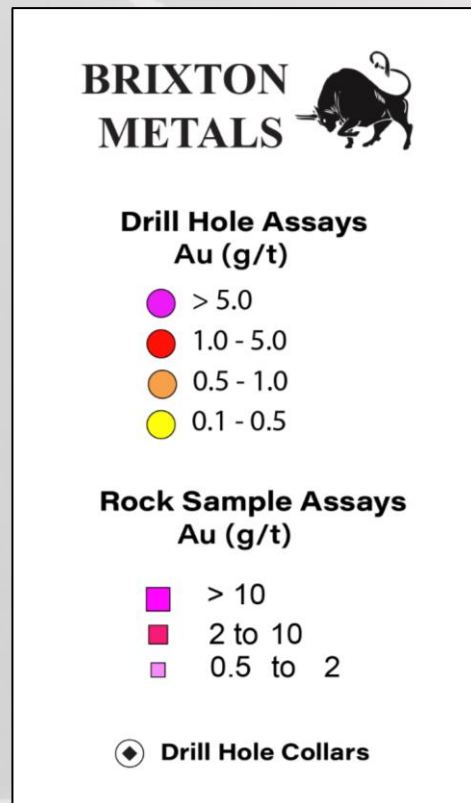 BRIXTON
METALS
Drill Hole Assays
Au (g/t)
> 5.0
1.0 - 5.0
0.5 - 1.0
0.1 - 0.5
Rock Sample Assays
Au (g/t)
> 10
2 to 10
0.5 to 2
Drill Hole Collars